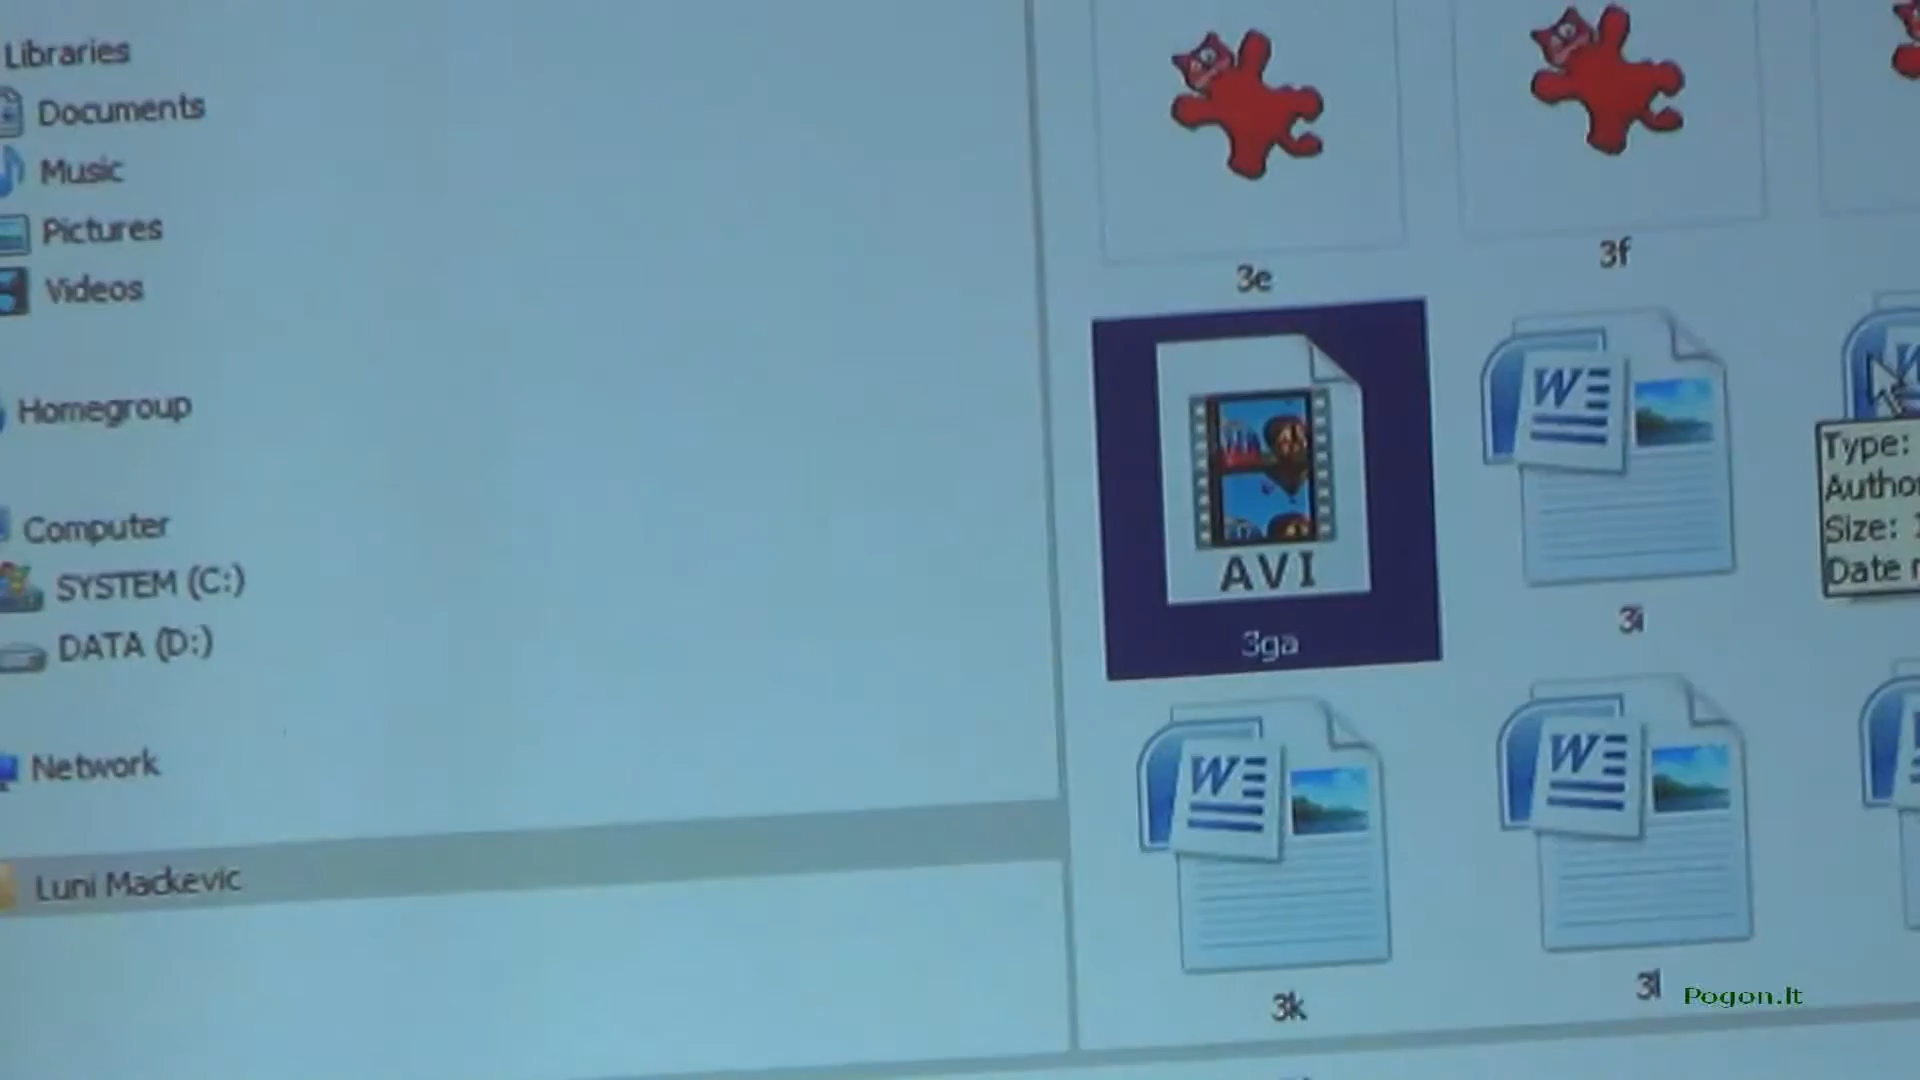 Libraries
Documents
Music
Pictures
Videos
Homegroup
Computer
SYSTEM (C:)
DATA (D:)
Network
Luni Mackevic
3e
3f
AVI
3ga
3i
Type:
Size:
Date
3k
3l
Pogon.lt